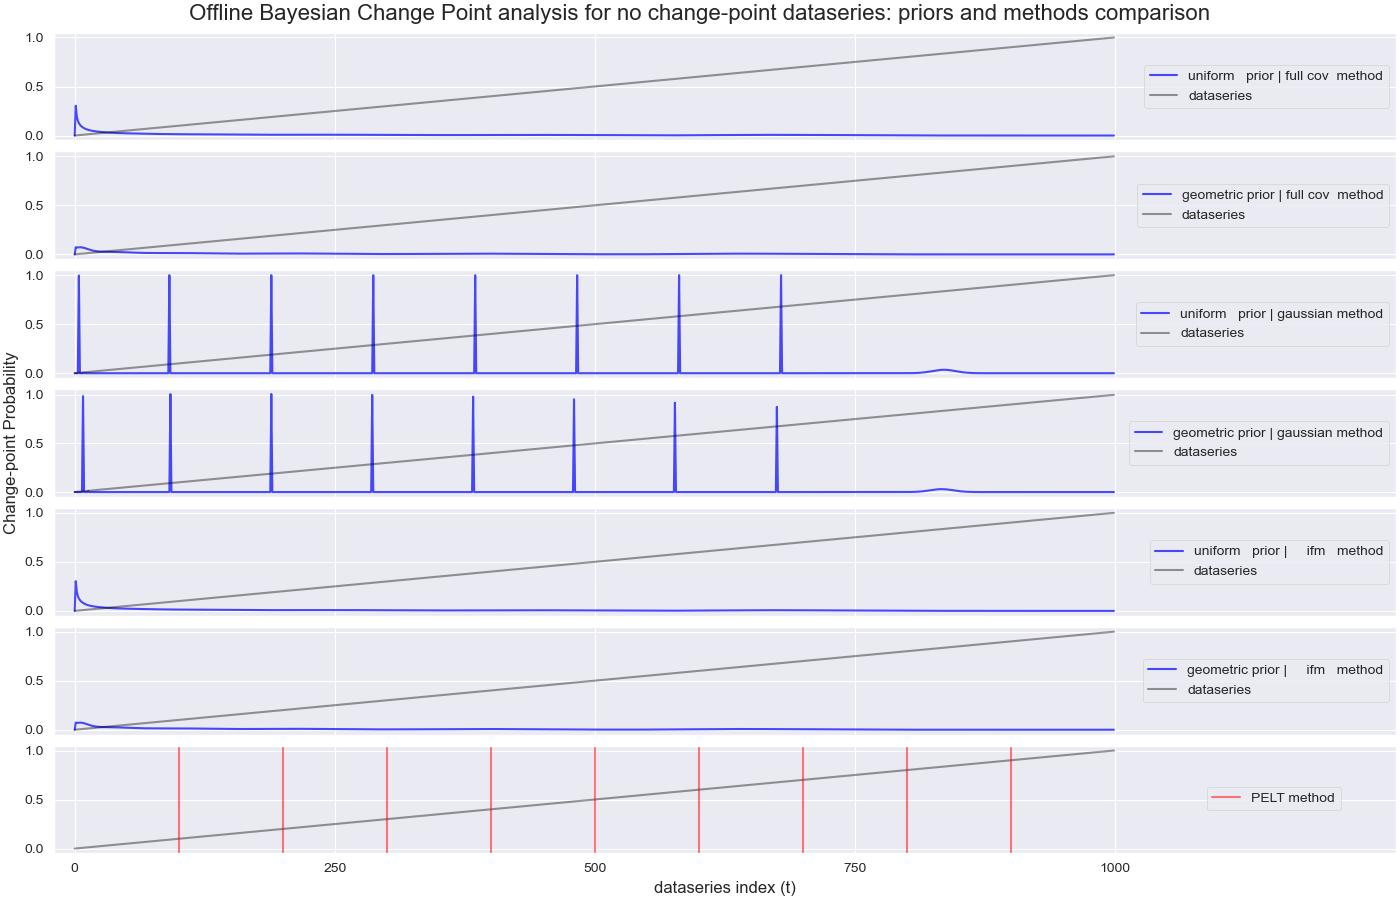 Offline Bayesian Change Point analysis for no change-point dataseries: priors and methods comparison
Change-point Probability
1.0
0.5
0.0
uniform prior | full cov method
dataseries
1.0
0.5
0.0
geometric prior | full cov method
dataseries
1.0
0.5
0.0
uniform prior | gaussian method
dataseries
1.0
0.5
0.0
geometric prior | gaussian method
dataseries
1.0
0.5
0.0
uniform prior | ifm method
dataseries
1.0
0.5
0.0
geometric prior | ifm method
dataseries
1.0
0.5
0.0
PELT method
0 250 500 750 1000
dataseries index (t)